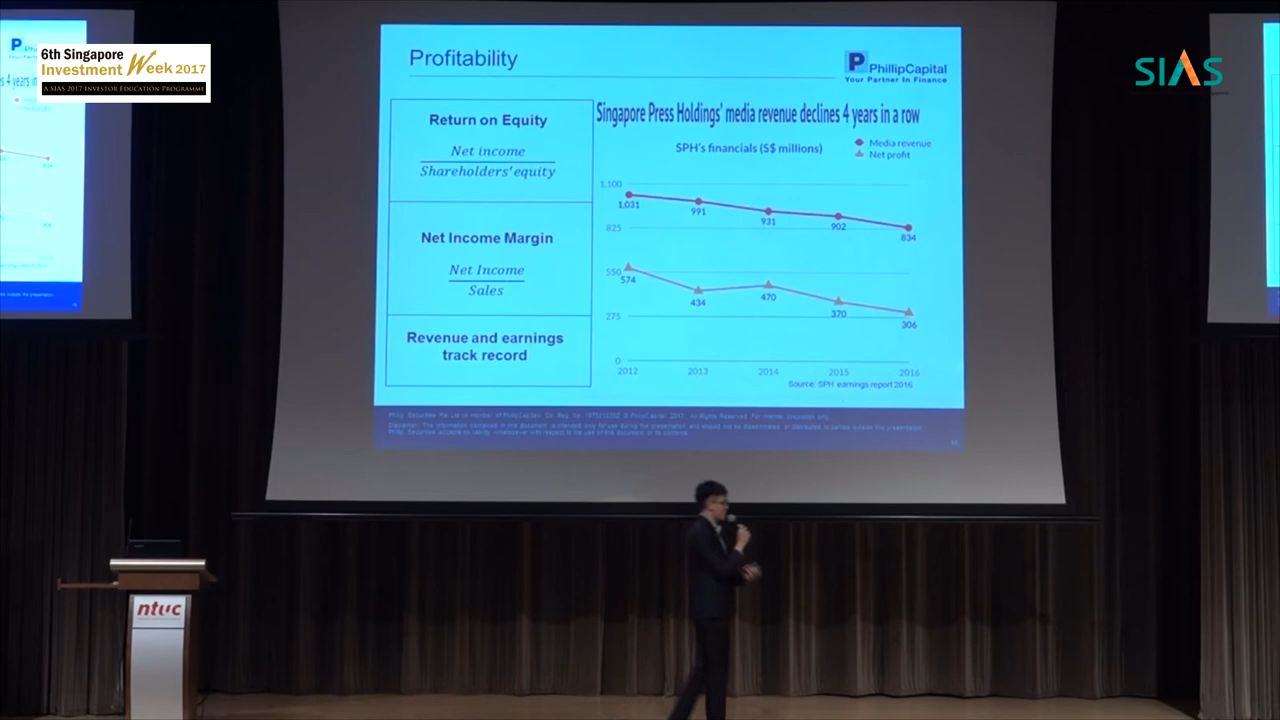 6th Singapore
Investment Week 2017
A SIAS 2017 INVESTOR EDUCATION PROGRAMME
SIAS
Profitability
P PhillipCapital
Your Partner In Finance
Return on Equity
Net income
Shareholders' equity
Net Income Margin
Net Income
Sales
Revenue and earnings
track record
Singapore Press Holdings' media revenue declines 4 years in a row
SPH's financials (S$ millions)
Media revenue
Net profit
1,100
1,031
991
931
902
834
825
550
574
434
470
370
306
275
0
2012
2013
2014
2015
2016
Source: SPH earnings report 2016
ntuc